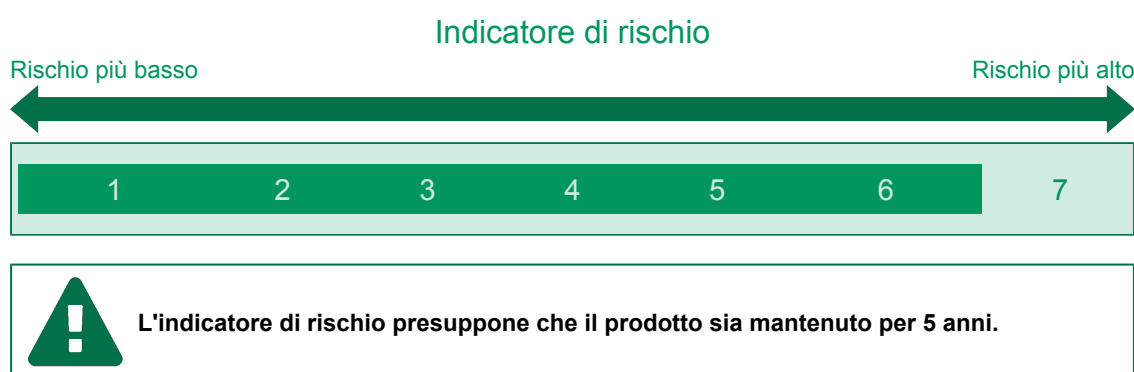 Indicatore di rischio
Rischio più basso Rischio più alto
1 2 3 4 5 6 7
L'indicatore di rischio presuppone che il prodotto sia mantenuto per 5 anni.